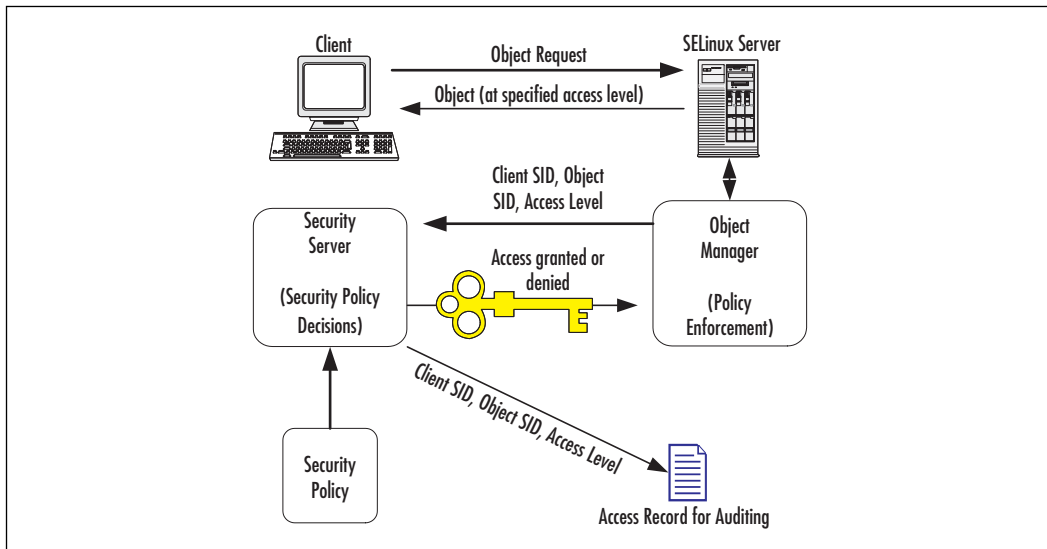 Client
SELinux Server
Object Request
Object (at specified access level)
Client SID, Object
SID, Access Level
Security
Server
(Security Policy
Decisions)
Access granted or
denied
Object
Manager
(Policy
Enforcement)
Client SID, Object SID, Access Level
Security
Policy
Access Record for Auditing